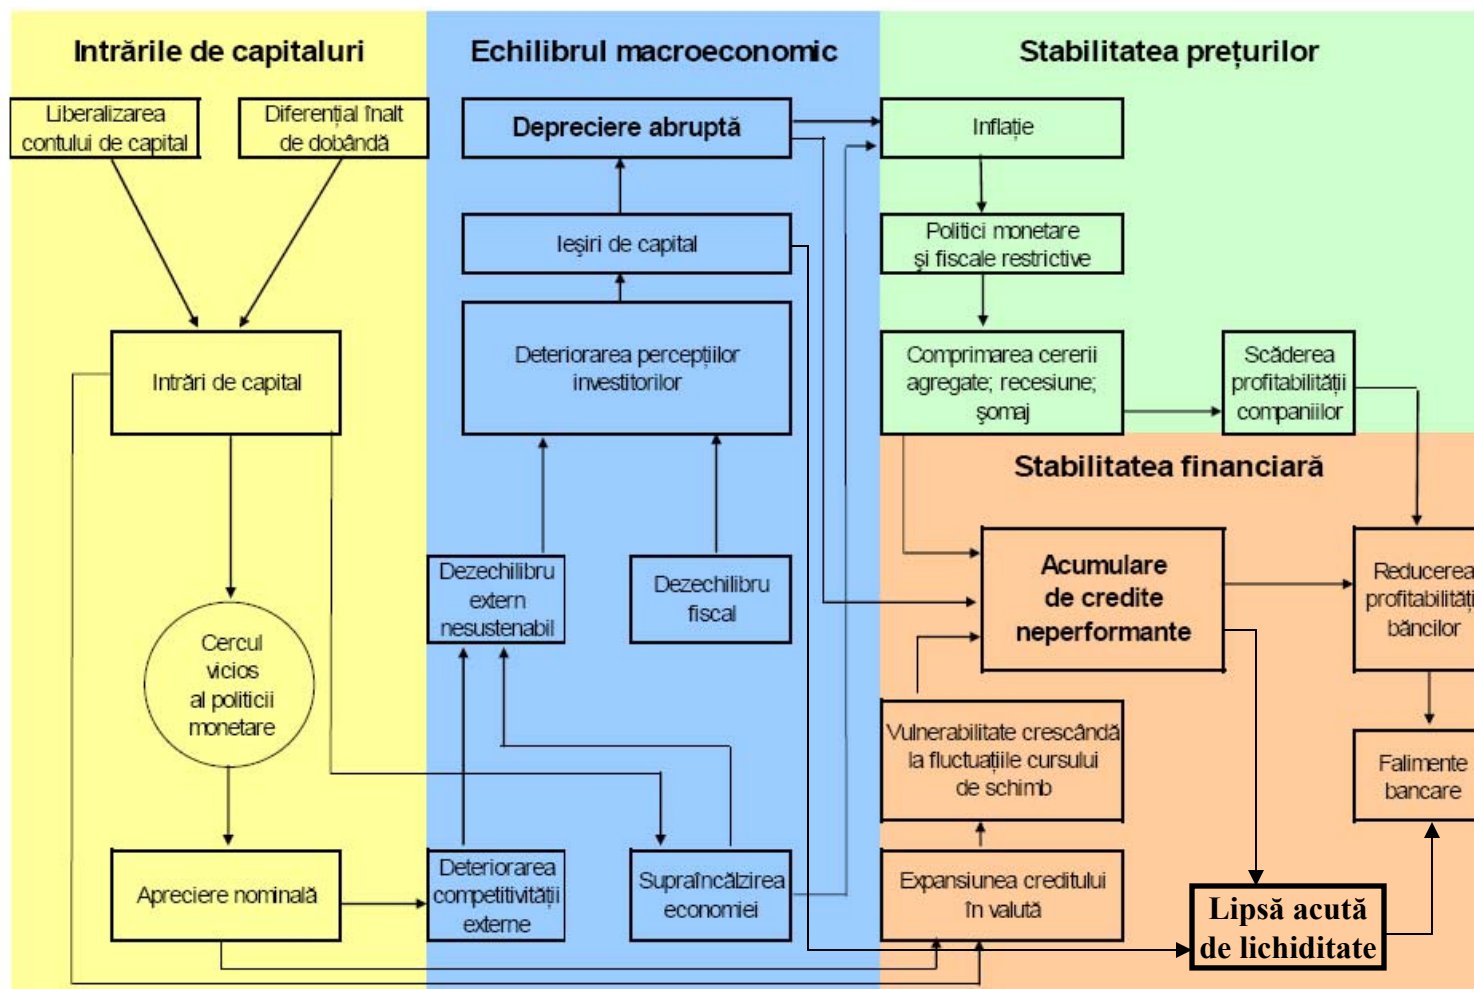 Intrările de capitaluri
Liberalizarea
contului de capital
Diferențial înalt
de dobândă
Intrări de capital
Cercul
vicios
al politicii
monetare
Apreciere nominală
Echilibrul macroeconomic
Depreciere abruptă
Ieşiri de capital
Deteriorarea percepțiilor
investitorilor
Dezechilibru
extern
nesustenabil
Dezechilibru
fiscal
Deteriorarea
competitivității
externe
Supraîncălzirea
economiei
Stabilitatea prețurilor
Inflație
Politici monetare
şi fiscale restrictive
Comprimarea cererii
agregate; recesiune;
şomaj
Scăderea
profitabilității
companiilor
Stabilitatea financiară
Acumulare
de credite
neperformante
Reducerea
profitabilități
băncilor
Vulnerabilitate crescândă
la fluctuațiile cursului
de schimb
Falimente
bancare
Expansiunea creditului
în valută
Lipsă acută
de lichiditate